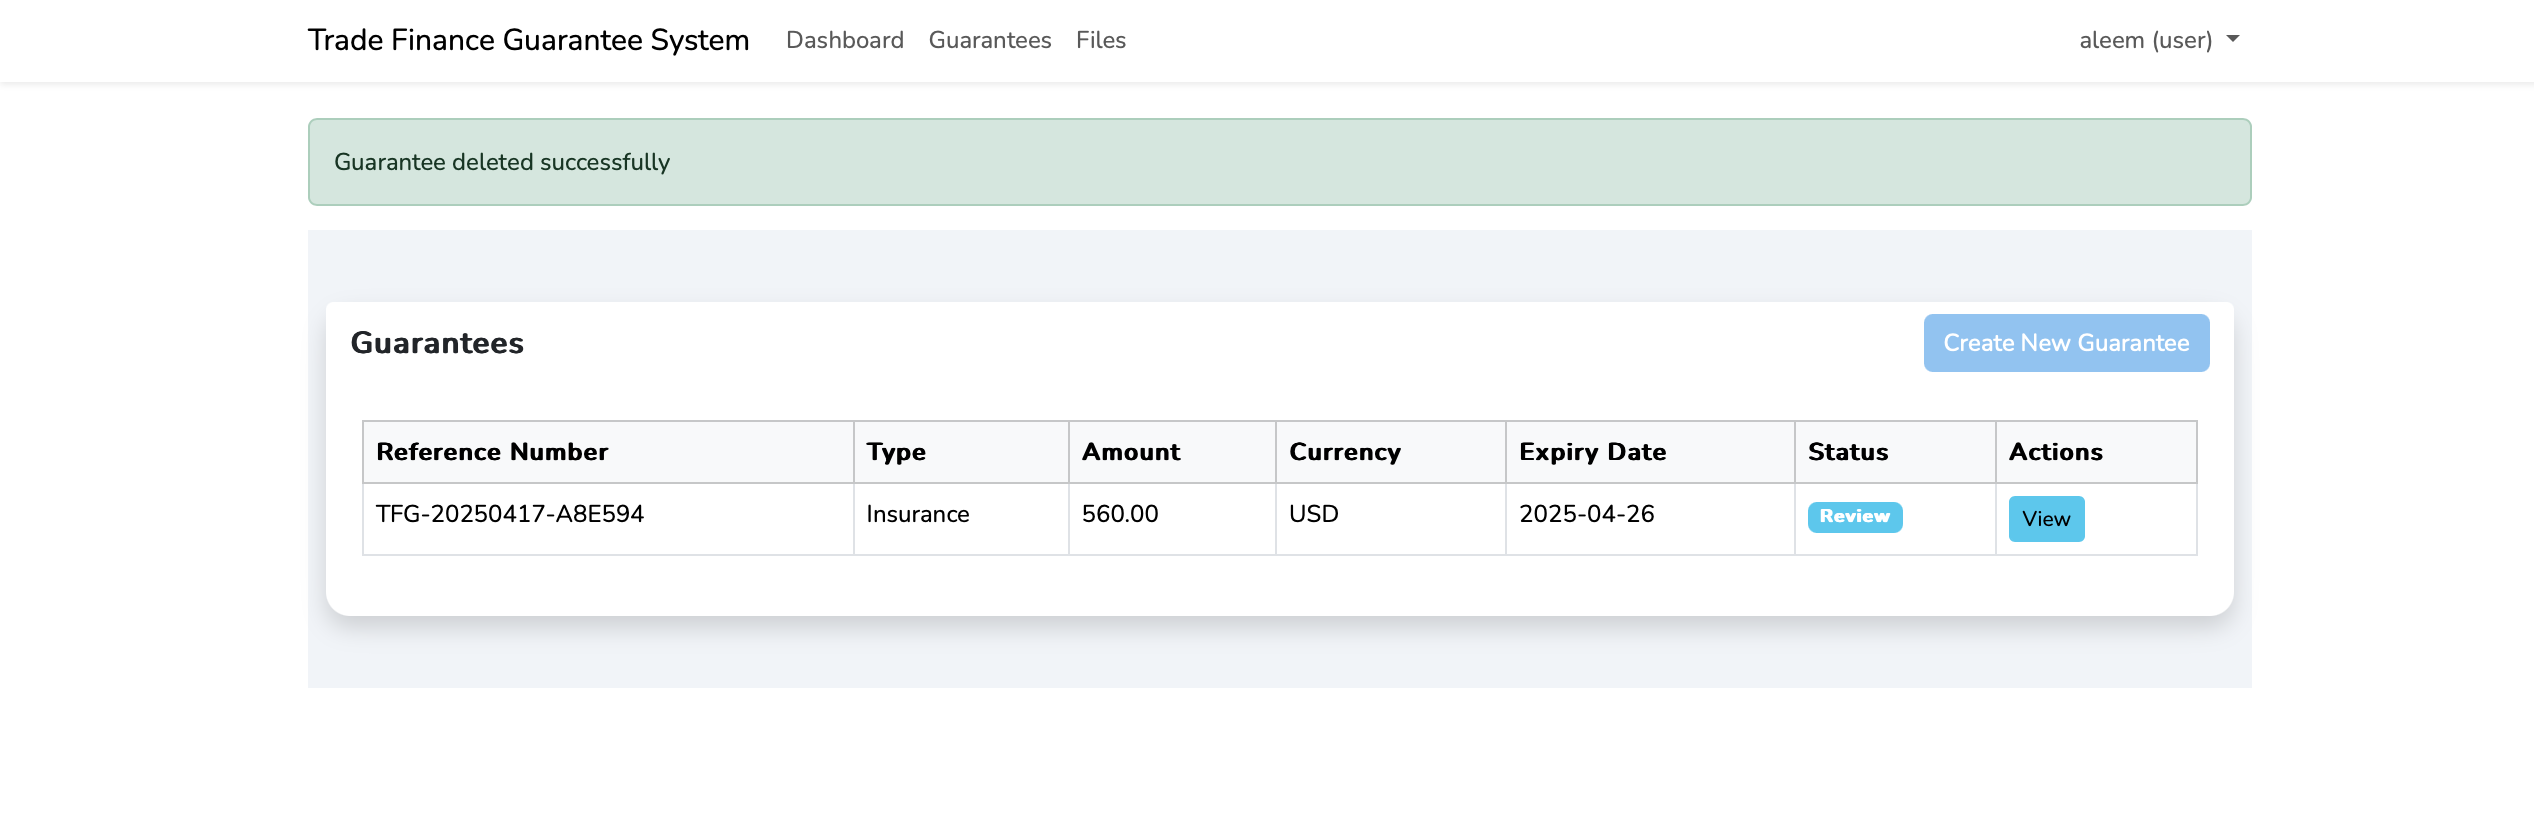 Trade Finance Guarantee System Dashboard Guarantees Files aleem (user)
Guarantee deleted successfully
Guarantees Create New Guarantee
Reference Number Type Amount Currency Expiry Date Status Actions
TFG-20250417-A8E594 Insurance 560.00 USD 2025-04-26 Review View